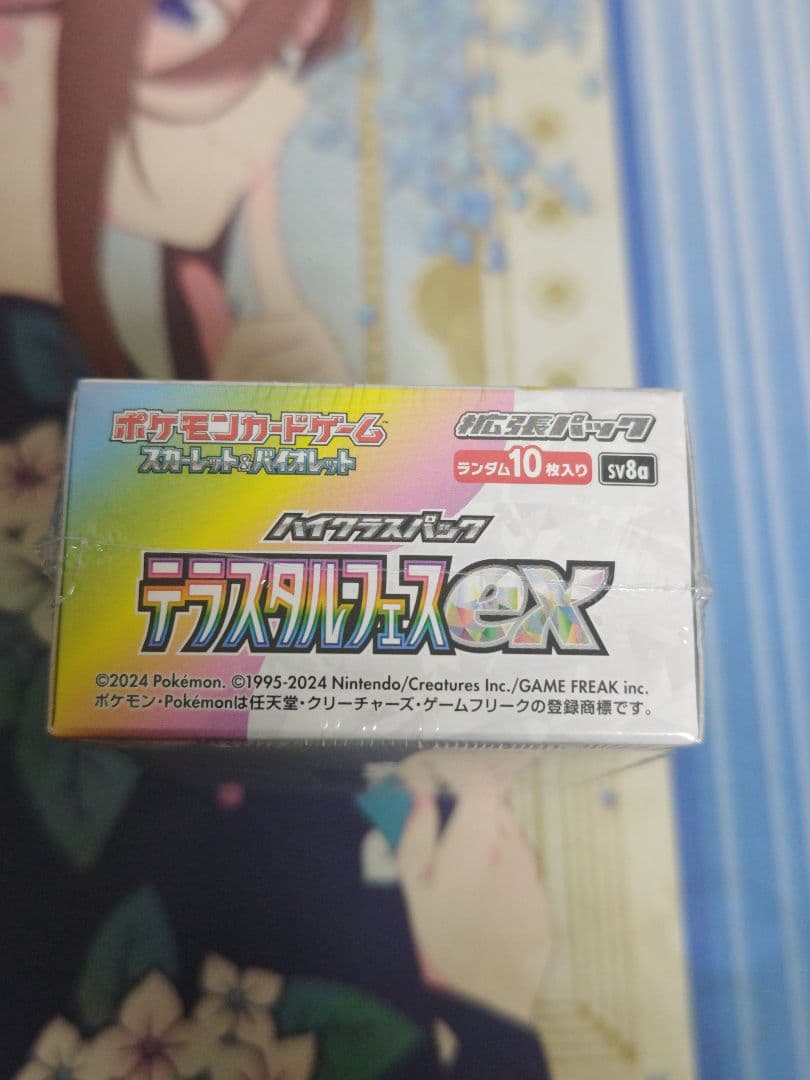 ポケモンカードゲーム™
スカーレット&バイオレット
拡張パック
ランダム10枚入り SV8a
ハイクラスパック
テラスタルフェスex
©2024 Pokémon. ©1995-2024 Nintendo/Creatures Inc./GAME FREAK inc.
ポケモン・Pokémonは任天堂・クリーチャーズ・ゲームフリークの登録商標です。